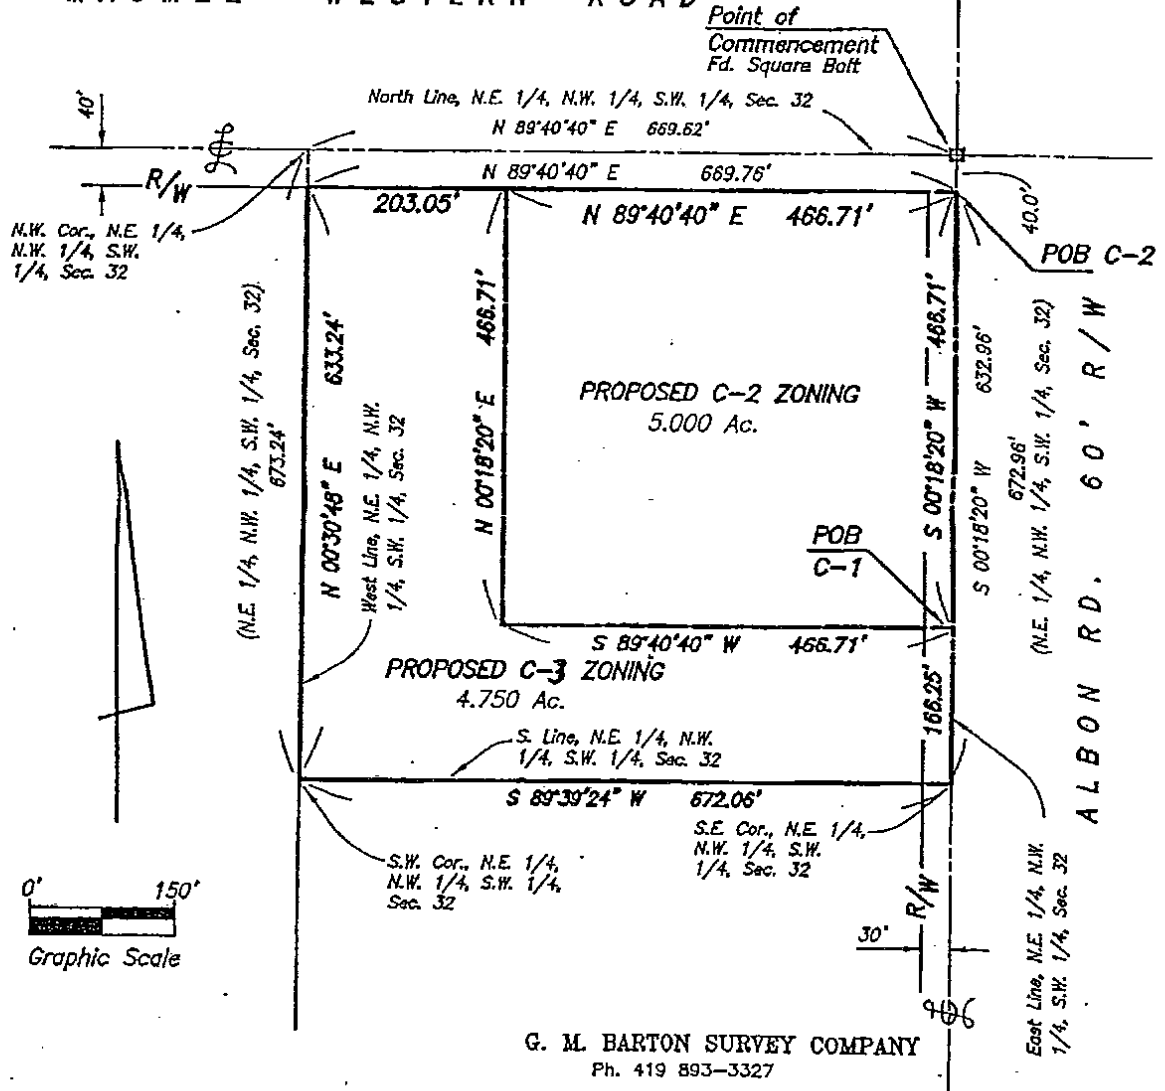 WESTERN ROAD
Point of
Commencement
Fd. Square Bolt
40'
North Line, N.E. 1/4, N.W. 1/4, S.W. 1/4, Sec. 32
N 89°40'40" E 669.62'
R/W
N 89°40'40" E 669.76'
203.05'
N 89°40'40" E 466.71'
40.0'
N.W. Cor., N.E. 1/4,
N.W. 1/4, S.W.
1/4, Sec. 32
POB C-2
(N.E. 1/4, N.W. 1/4, S.W. 1/4, Sec. 32)
673.24'
N 00°30'48" E 633.24'
West Line, N.E. 1/4, N.W.
1/4, S.W. 1/4, Sec. 32
N 00°18'20" E 466.71'
PROPOSED C-2 ZONING
5.000 Ac.
S 00°18'20" W 466.71'
S 00°18'20" W 632.96'
672.96'
(N.E. 1/4, N.W. 1/4, S.W. 1/4, Sec. 32)
ALBON RD. 60' R/W
POB
C-1
S 89°40'40" W 466.71'
PROPOSED C-3 ZONING
4.750 Ac.
166.25'
S. Line, N.E. 1/4, N.W.
1/4, S.W. 1/4, Sec. 32
S 89°39'24" W 672.06'
S.E. Cor., N.E. 1/4,
N.W. 1/4, S.W.
1/4, Sec. 32
S.W. Cor., N.E. 1/4,
N.W. 1/4, S.W. 1/4,
Sec. 32
East Line, N.E. 1/4, N.W.
1/4, S.W. 1/4, Sec. 32
0' 150'
Graphic Scale
R/W
30'
G. M. BARTON SURVEY COMPANY
Ph. 419 893-3327